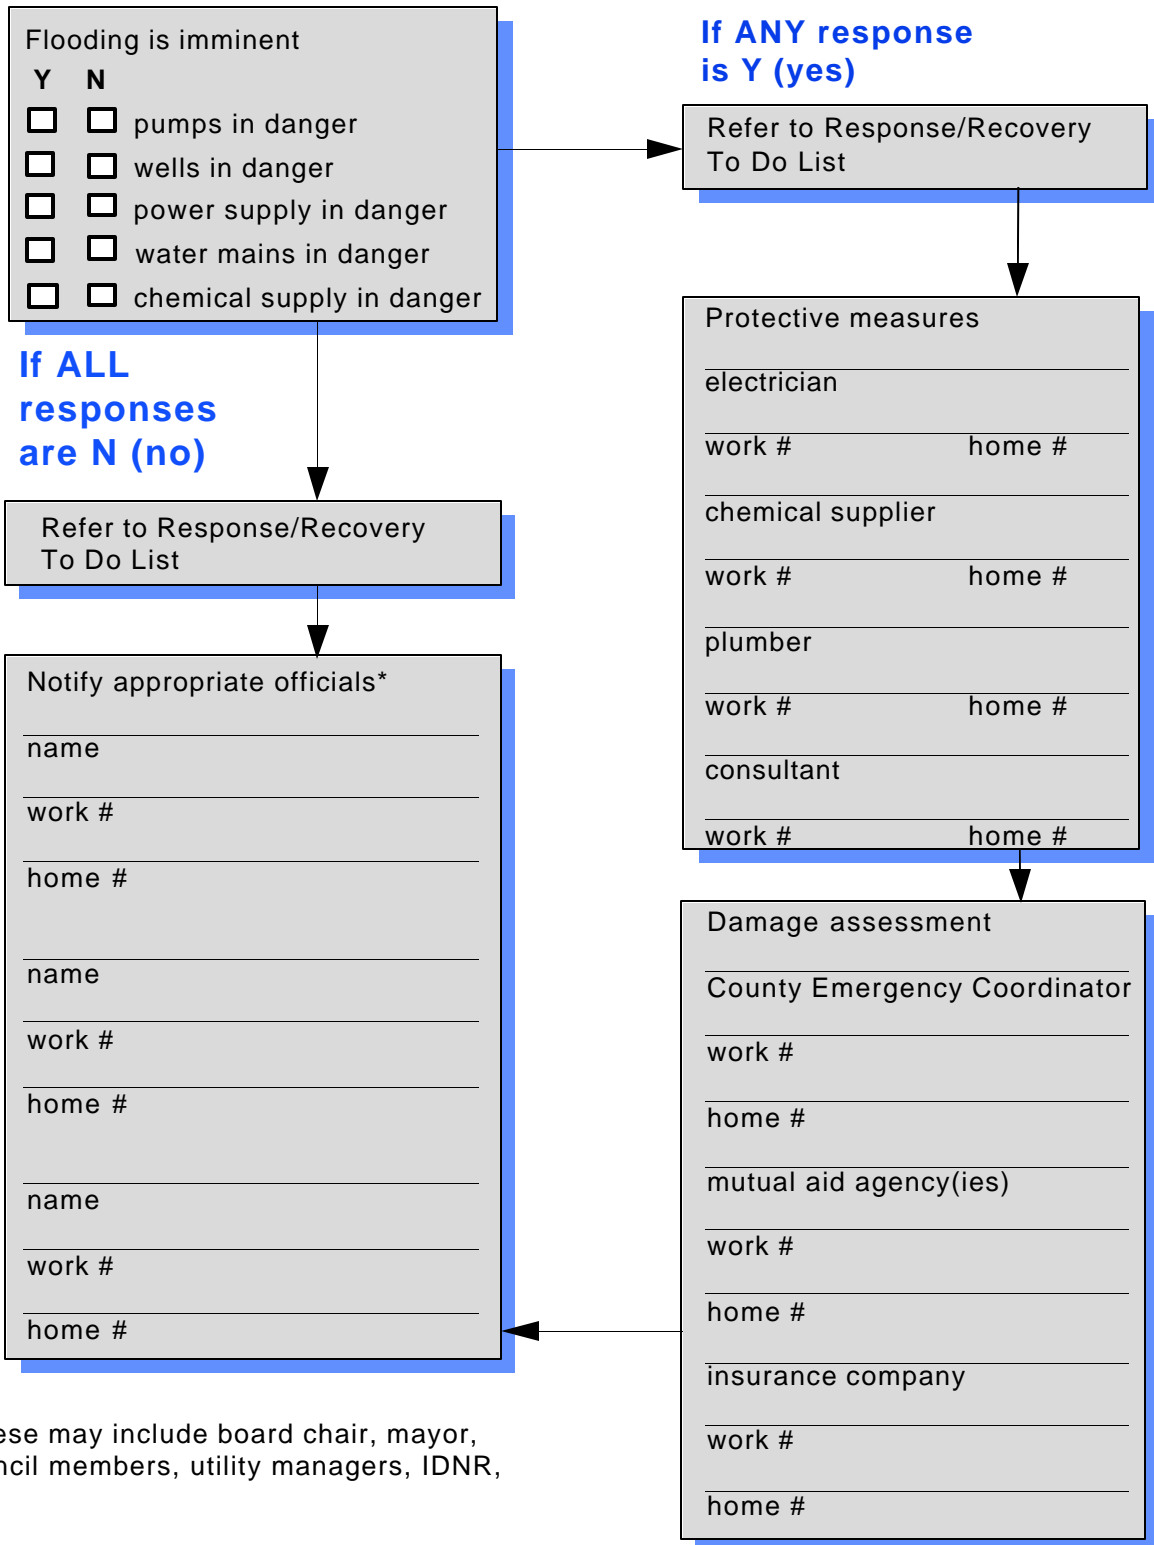 Flooding is imminent
Y N
pumps in danger
wells in danger
power supply in danger
water mains in danger
chemical supply in danger
If ANY response
is Y (yes)
Refer to Response/Recovery
To Do List
Protective measures
electrician
work # home #
chemical supplier
work # home #
plumber
work # home #
consultant
work # home #
Damage assessment
County Emergency Coordinator
work #
home #
mutual aid agency(ies)
work #
home #
insurance company
work #
home #
If ALL
responses
are N (no)
Refer to Response/Recovery
To Do List
Notify appropriate officials*
name
work #
home #
name
work #
home #
name
work #
home #
may include board chair, mayor,
members, utility managers, IDNR,